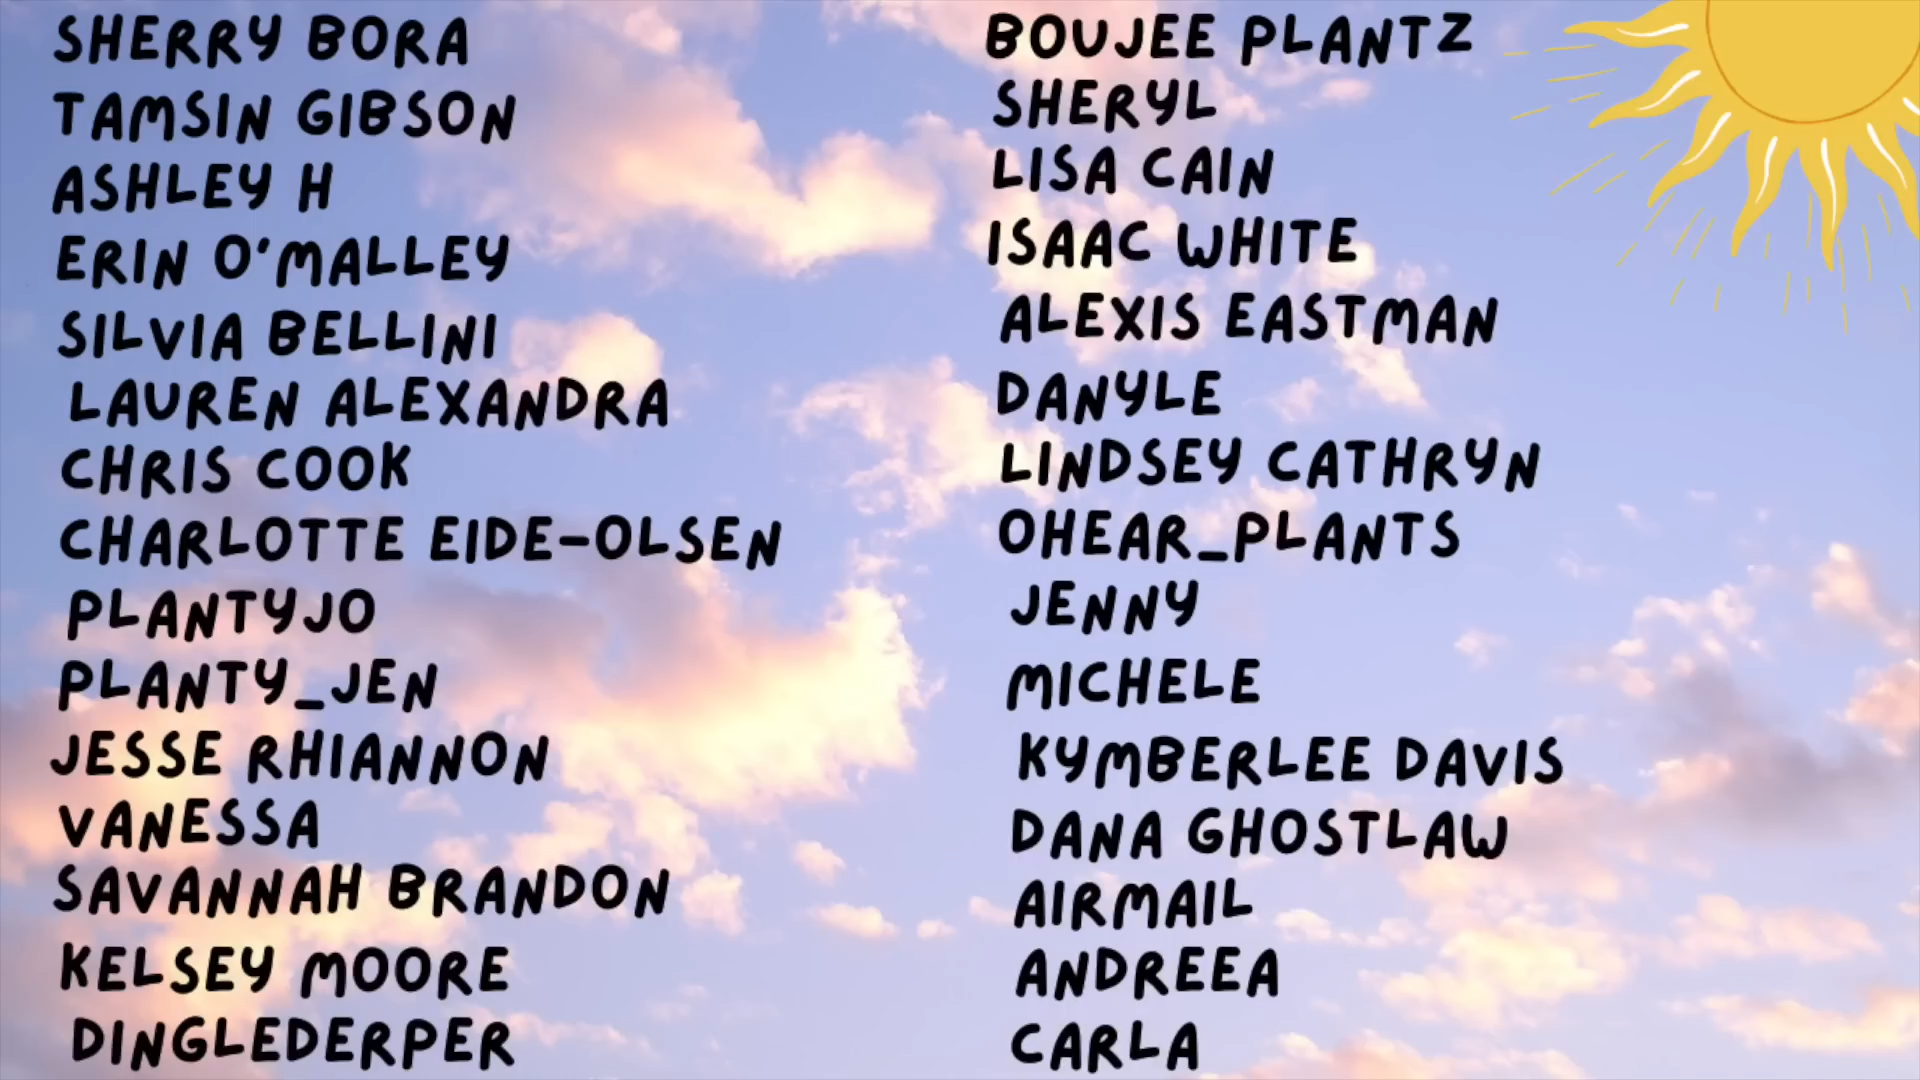 SHERRY BORA
TAMSIN GIBSON
ASHLEY H
ERIN O'MALLEY
SILVIA BELLINI
LAUREN ALEXANDRA
CHRIS COOK
CHARLOTTE EIDE-OLSEN
PLANTYJO
PLANTY_JEN
JESSE RHIANNON
VANESSA
SAVANNAH BRANDON
KELSEY MOORE
DINGLEDERPER
BOUJEE PLANTZ
SHERYL
LISA CAIN
ISAAC WHITE
ALEXIS EASTMAN
DANYLE
LINDSEY CATHRYN
OHEAR_PLANTS
JENNY
MICHELE
KYMBERLEE DAVIS
DANA GHOSTLAW
AIRMAIL
ANDREEA
CARLA